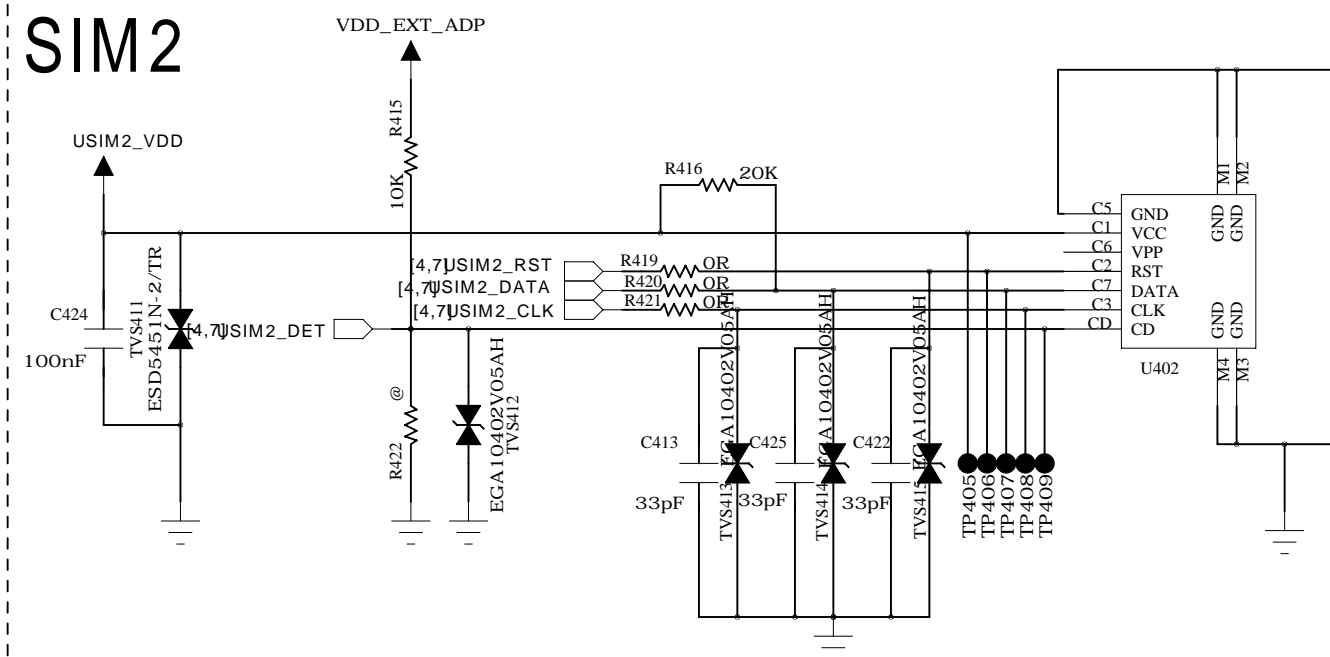 SIM2
VDD_EXT_ADP
R415
10K
USIM2_VDD
R416
20K
C424
100nF
TVS411
ESD5451N-2/TR
[4,7]USIM2_DET
[4,7]USIM2_RST
[4,7]USIM2_DATA
[4,7]USIM2_CLK
R419
0R
R420
0R
R421
0R
@
R422
EGA10402V05AH
TVS412
C413
33pF
TVS413
EGA10402V05AH
C425
33pF
TVS414
EGA10402V05AH
C422
33pF
TVS415
EGA10402V05AH
TP405
TP406
TP407
TP408
TP409
C5
GND
C1
VCC
C6
VPP
C2
RST
C7
DATA
C3
CLK
CD
CD
M1
M2
GND
GND
GND
GND
M4
M3
U402